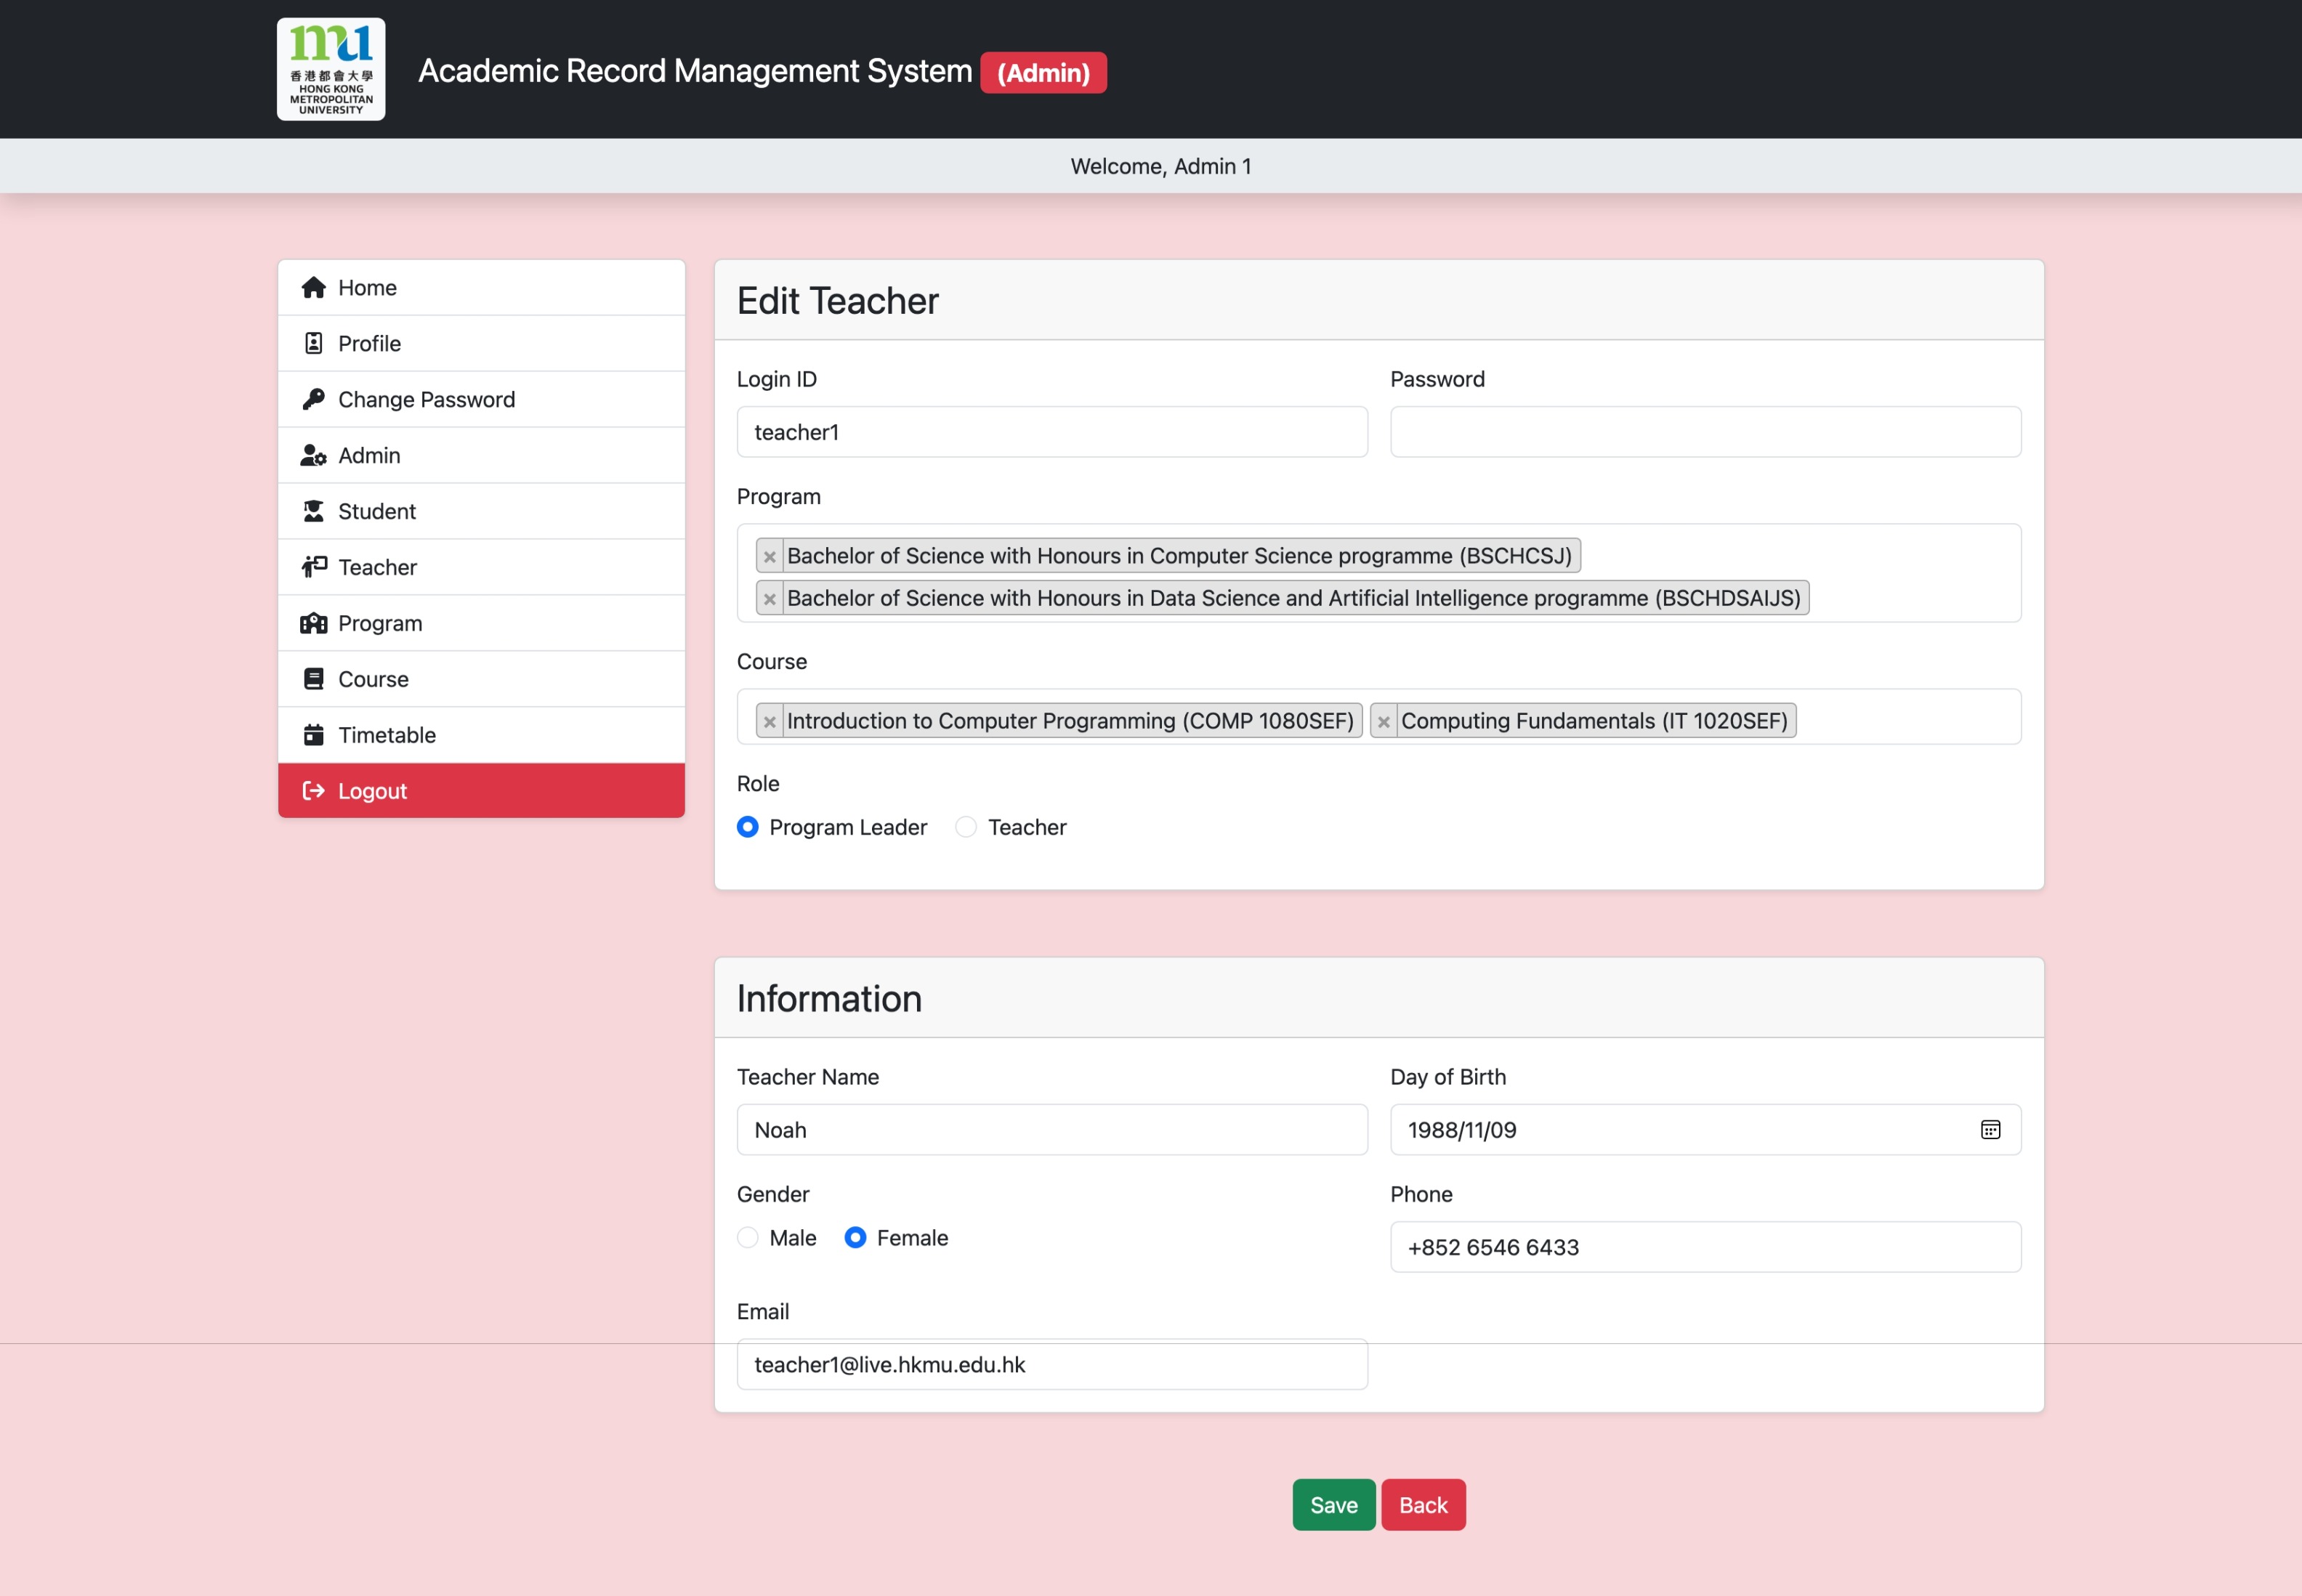 mu
香港都會大學
HONG KONG
METROPOLITAN
UNIVERSITY
Academic Record Management System (Admin)
Welcome, Admin 1
Home
Profile
Change Password
Admin
Student
Teacher
Program
Course
Timetable
Logout
Edit Teacher
Login ID
teacher1
Password
Program
× Bachelor of Science with Honours in Computer Science programme (BSCHCSJ)
× Bachelor of Science with Honours in Data Science and Artificial Intelligence programme (BSCHDSAIJS)
Course
× Introduction to Computer Programming (COMP 1080SEF) × Computing Fundamentals (IT 1020SEF)
Role
Program Leader Teacher
Information
Teacher Name
Noah
Day of Birth
1988/11/09
Gender
Male Female
Phone
+852 6546 6433
Email
teacher1@live.hkmu.edu.hk
Save Back